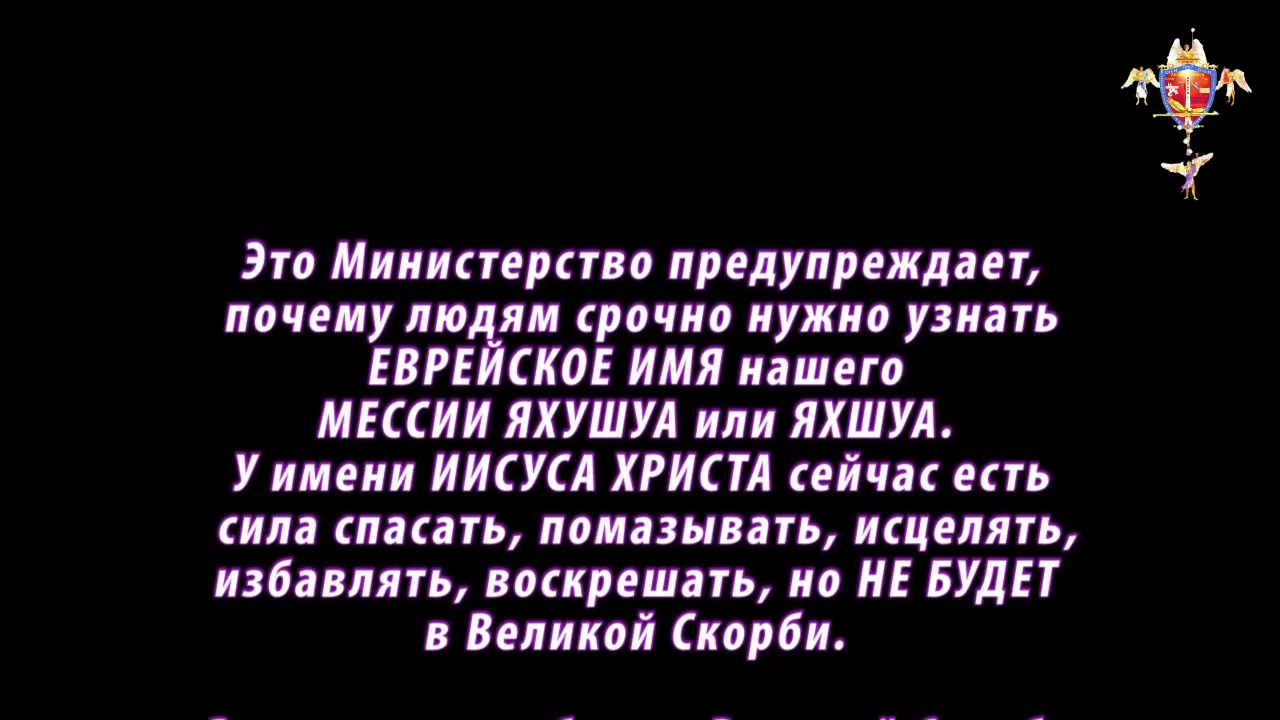 Это Министерство предупреждает,
почему людям срочно нужно узнать
ЕВРЕЙСКОЕ ИМЯ нашего
МЕССИИ ЯХУШУА или ЯХШУА.
У имени ИИСУСА ХРИСТА сейчас есть
сила спасать, помазывать, исцелять,
избавлять, воскрешать, но НЕ БУДЕТ
в Великой Скорби.